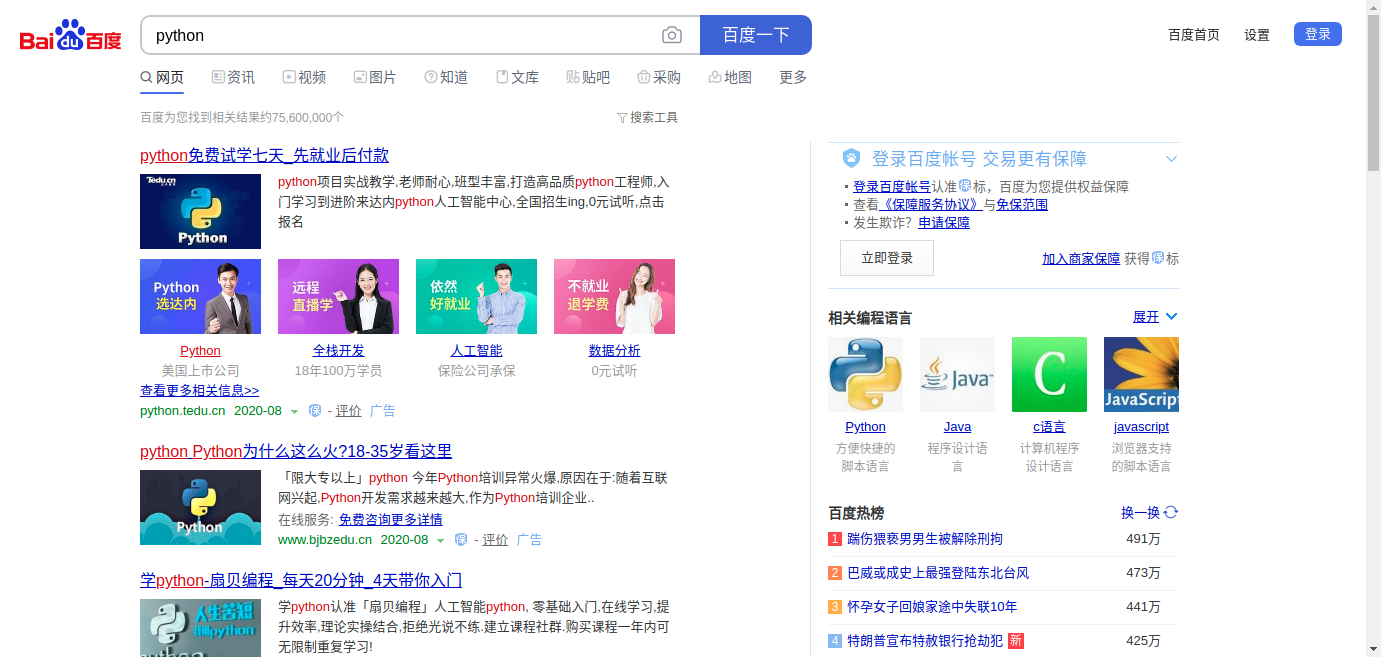 Bai du 百度
python
百度一下
百度首页 设置 登录
网页 资讯 视频 图片 知道 文库 贴吧 采购 地图 更多
百度为您找到相关结果约75,600,000个
搜索工具
python免费试学七天_先就业后付款
Tedu.cn
Python
python项目实战教学,老师耐心,班型丰富,打造高品质python工程师,入
门学习到进阶来达内python人工智能中心,全国招生ing,0元试听,点击
报名
Python
选达内
远程
直播学
依然
好就业
不就业
退学费
Python 全栈开发 人工智能 数据分析
美国上市公司 18年100万学员 保险公司承保 0元试听
查看更多相关信息>>
python.tedu.cn 2020-08 保 - 评价 广告
python Python为什么这么火?18-35岁看这里
Python
「限大专以上」python 今年Python培训异常火爆,原因在于:随着互联
网兴起,Python开发需求越来越大,作为Python培训企业..
在线服务: 免费咨询更多详情
www.bjbzedu.cn 2020-08 保 - 评价 广告
学python-扇贝编程_每天20分钟_4天带你入门
人生苦短
我用python
python
学python认准「扇贝编程」人工智能python, 零基础入门,在线学习,提
升效率,理论实操结合,拒绝光说不练.建立课程社群.购买课程一年内可
无限制重复学习!
登录百度帐号 交易更有保障
登录百度帐号认准保标，百度为您提供权益保障
查看《保障服务协议》与免保范围
发生欺诈？申请保障
立即登录
加入商家保障 获得保标
相关编程语言
展开
C
Java
JavaScript
Python Java c语言 javascript
方便快捷的 程序设计语 计算机程序 浏览器支持
脚本语言 言 设计语言 的脚本语言
百度热榜
换一换
1 踹伤猥亵男男生被解除刑拘 491万
2 巴威或成史上最强登陆东北台风 473万
3 怀孕女子回娘家途中失联10年 441万
4 特朗普宣布特赦银行抢劫犯 新 425万